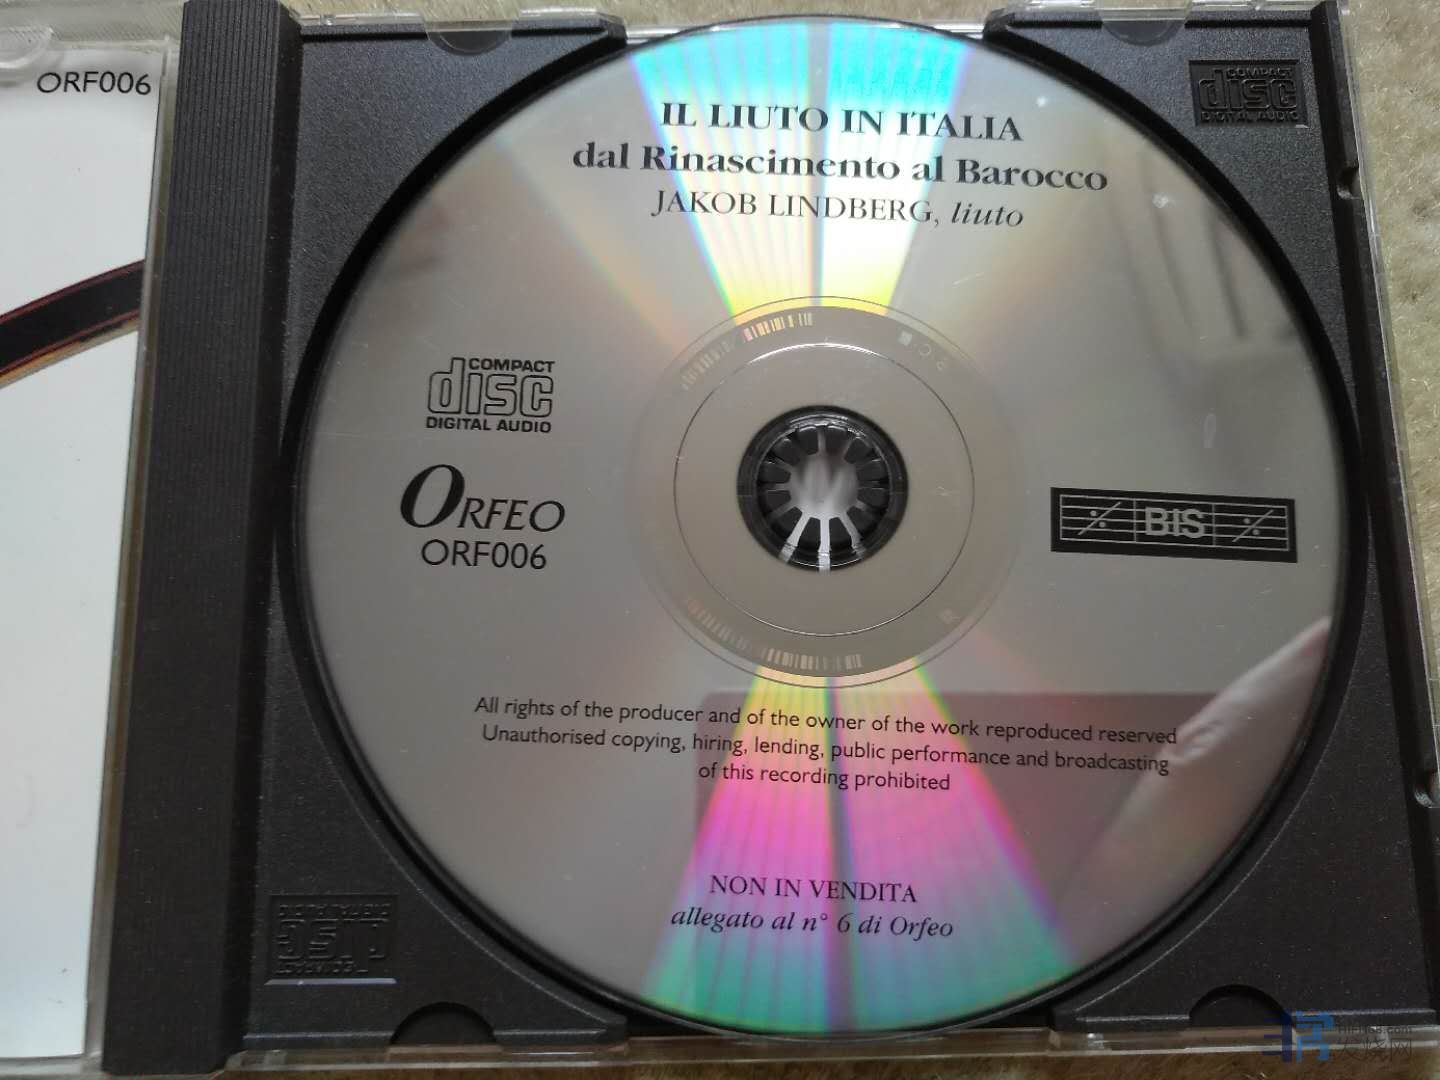 ORF006
COMPACT
disc
DIGITAL AUDIO
IL LIUTO IN ITALIA
dal Rinascimento al Barocco
JAKOB LINDBERG, liuto
COMPACT
disc
DIGITAL AUDIO
ORFEO
ORF006
BIS
All rights of the producer and of the owner of the work reproduced reserved
Unauthorised copying, hiring, lending, public performance and broadcasting
of this recording prohibited
NON IN VENDITA
allegato al n° 6 di Orfeo
发烧网